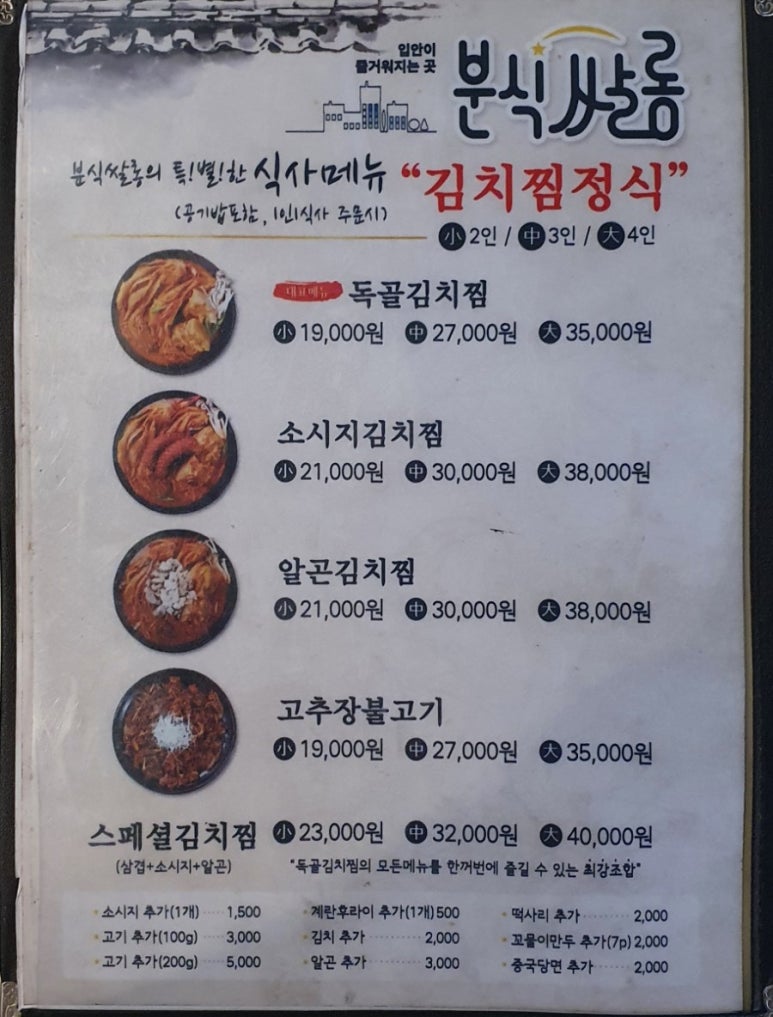 입안이
즐거워지는 곳
분식쌀롱
분식쌀롱의 특!별!한 식사메뉴 "김치찜정식"
(공기밥포함, 1인1식사 주문시)
小 2인 / 中 3인 / 大 4인
대표메뉴 독골김치찜
小 19,000원 中 27,000원 大 35,000원
소시지김치찜
小 21,000원 中 30,000원 大 38,000원
알곤김치찜
小 21,000원 中 30,000원 大 38,000원
고추장불고기
小 19,000원 中 27,000원 大 35,000원
스페셜김치찜 小 23,000원 中 32,000원 大 40,000원
(삼겹+소시지+알곤) "독골김치찜의 모든메뉴를 한꺼번에 즐길 수 있는 최강조합"
· 소시지 추가(1개) ····· 1,500 · 계란후라이 추가(1개) 500 · 떡사리 추가 ········ 2,000
· 고기 추가(100g) ····· 3,000 · 김치 추가 ········ 2,000 · 꼬물이만두 추가(7p) 2,000
· 고기 추가(200g) ····· 5,000 · 알곤 추가 ········ 3,000 · 중국당면 추가 ······ 2,000